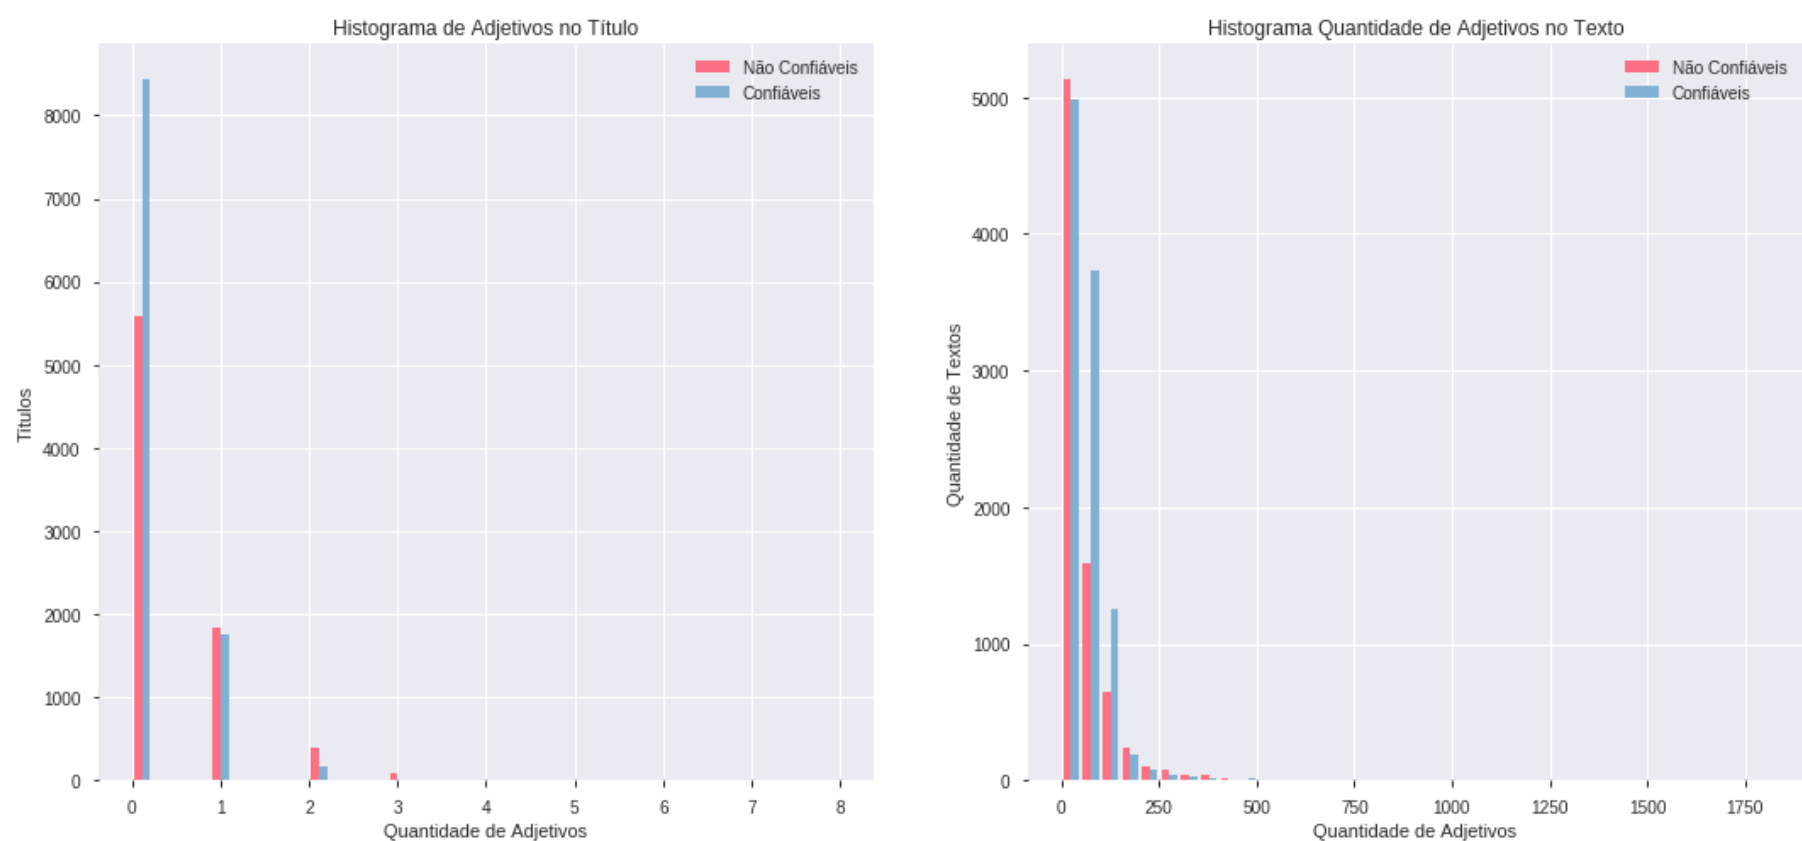 Histograma de Adjetivos no Título
Não Confiáveis
Confiáveis
8000
7000
6000
5000
4000
3000
2000
1000
0
Títulos
0 1 2 3 4 5 6 7 8
Quantidade de Adjetivos
Histograma Quantidade de Adjetivos no Texto
Não Confiáveis
Confiáveis
5000
4000
3000
2000
1000
0
Quantidade de Textos
0 250 500 750 1000 1250 1500 1750
Quantidade de Adjetivos